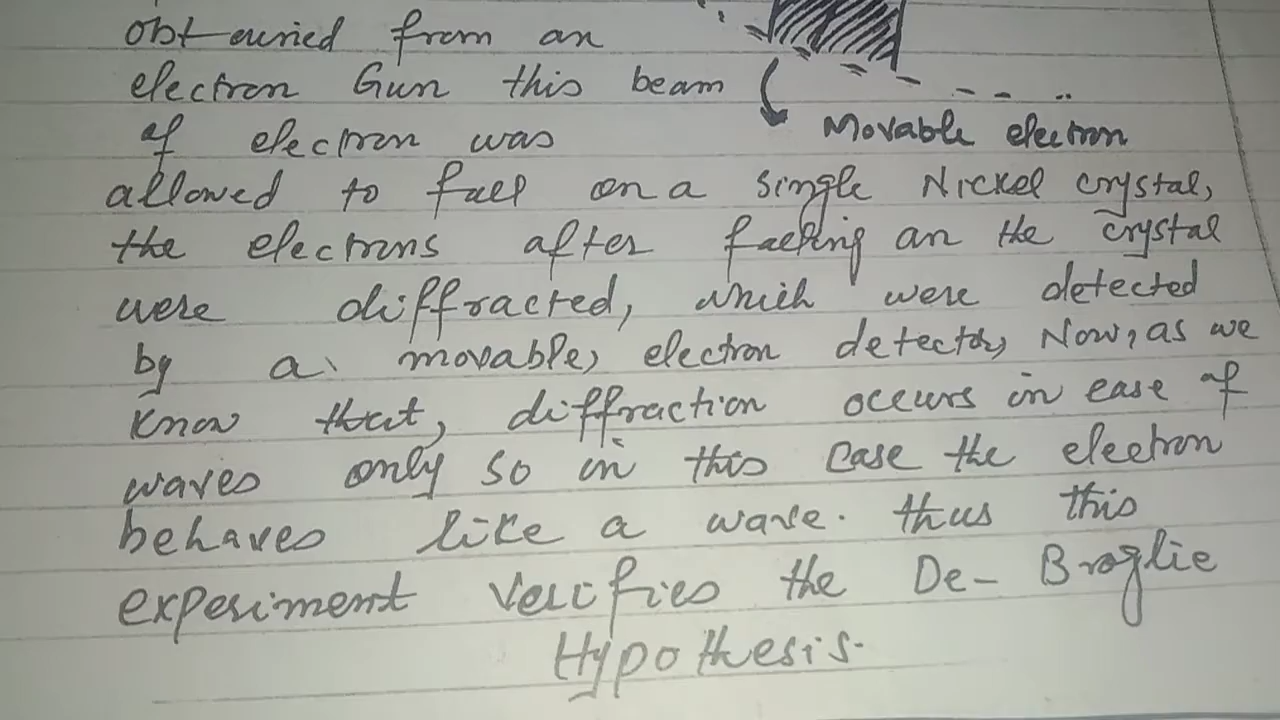 obtained from an
electron Gun this beam
of electron was
Movable electron
allowed to fall on a single Nickel crystal,
the electrons after falling on the crystal
were diffracted, which were detected
by a movable, electron detector, Now, as we
know that, diffraction occurs in case of
waves only so in this case the electron
behaves like a wave. thus this
experiment verifies the De-Broglie
Hypothesis.